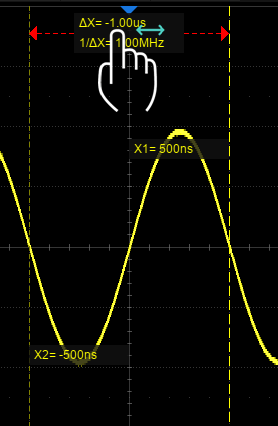 ΔX= -1.00us
1/ΔX= 1.00MHz
X1= 500ns
X2= -500ns